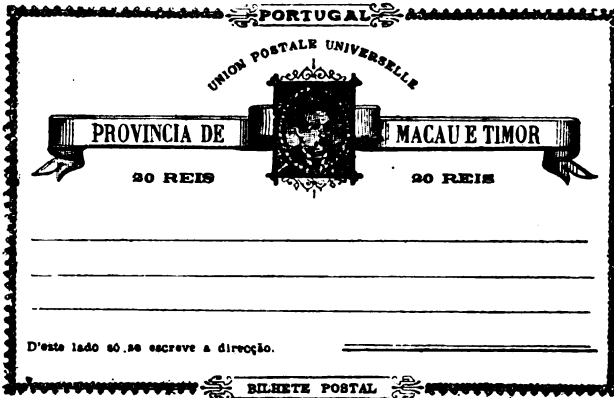 PORTUGAL
UNION POSTALE UNIVERSELLE
PROVINCIA DE MACAU E TIMOR
20 REIS 20 REIS
D'este lado só se escreve a direcção.
BILHETE POSTAL